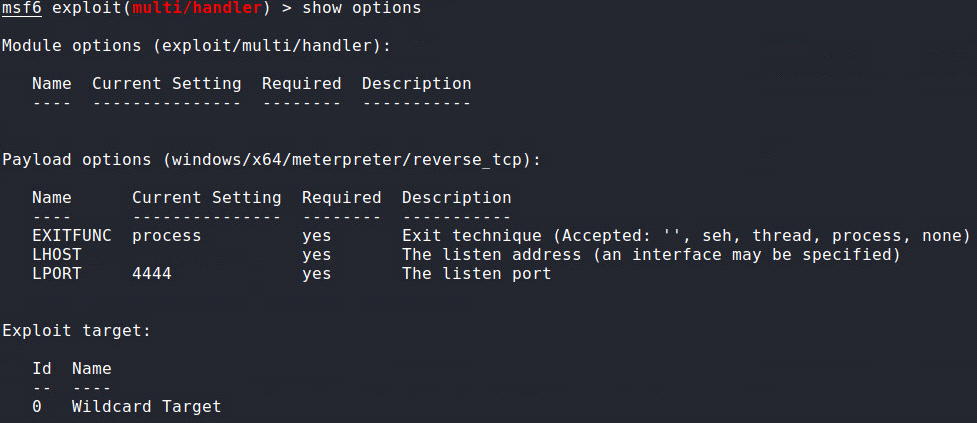 msf6 exploit(multi/handler) > show options
Module options (exploit/multi/handler):
Name  Current Setting  Required  Description
----  ---------------  --------  -----------
Payload options (windows/x64/meterpreter/reverse_tcp):
Name      Current Setting  Required  Description
----      ---------------  --------  -----------
EXITFUNC  process          yes       Exit technique (Accepted: '', seh, thread, process, none)
LHOST                      yes       The listen address (an interface may be specified)
LPORT     4444             yes       The listen port
Exploit target:
Id  Name
--  ----
0   Wildcard Target